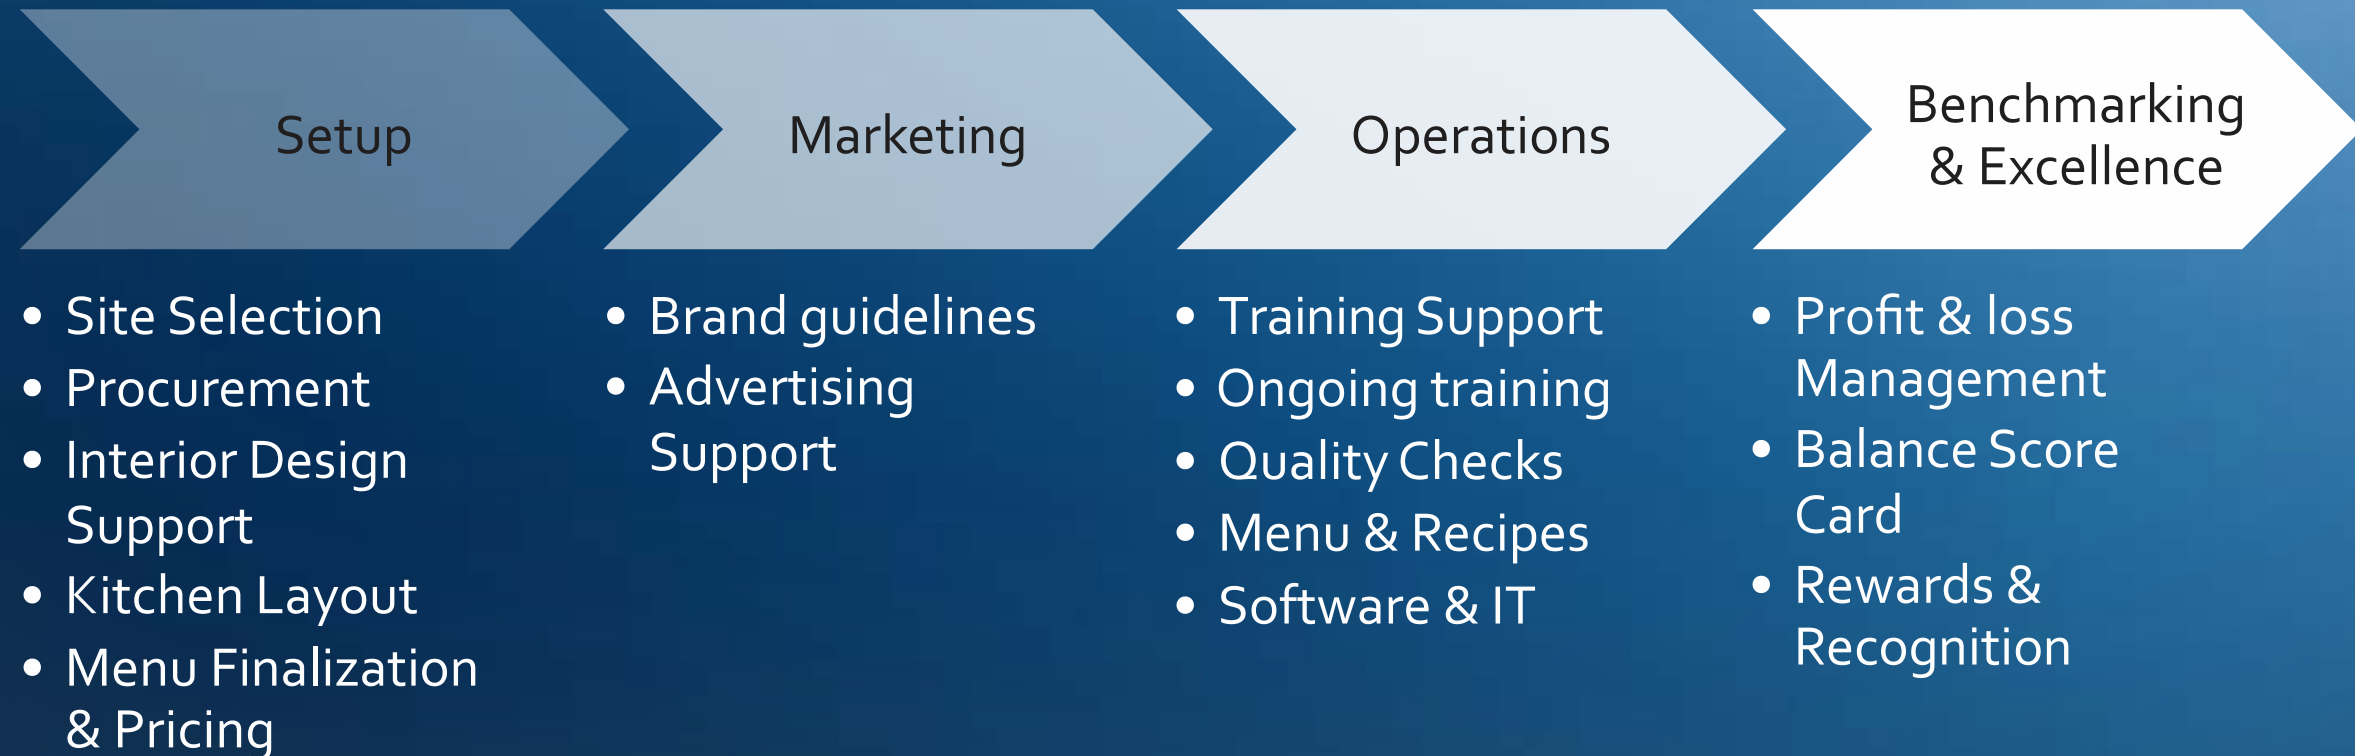 Setup
• Site Selection
• Procurement
• Interior Design
Support
• Kitchen Layout
• Menu Finalization
& Pricing
Marketing
• Brand guidelines
• Advertising
Support
Operations
• Training Support
• Ongoing training
• Quality Checks
• Menu & Recipes
• Software & IT
Benchmarking
& Excellence
• Profit & loss
Management
• Balance Score
Card
• Rewards &
Recognition